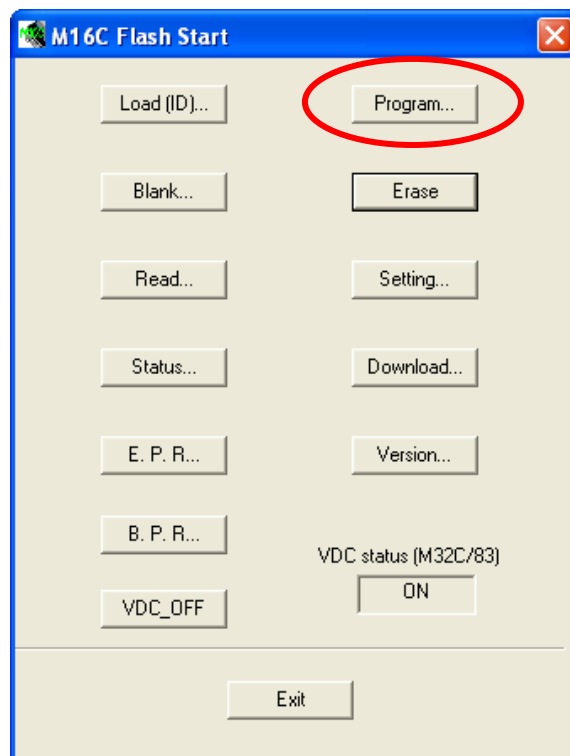 M16C Flash Start
Load (ID)... Program...
Blank... Erase
Read... Setting...
Status... Download...
E. P. R... Version...
B. P. R...
VDC status (M32C/83)
ON
VDC_OFF
Exit